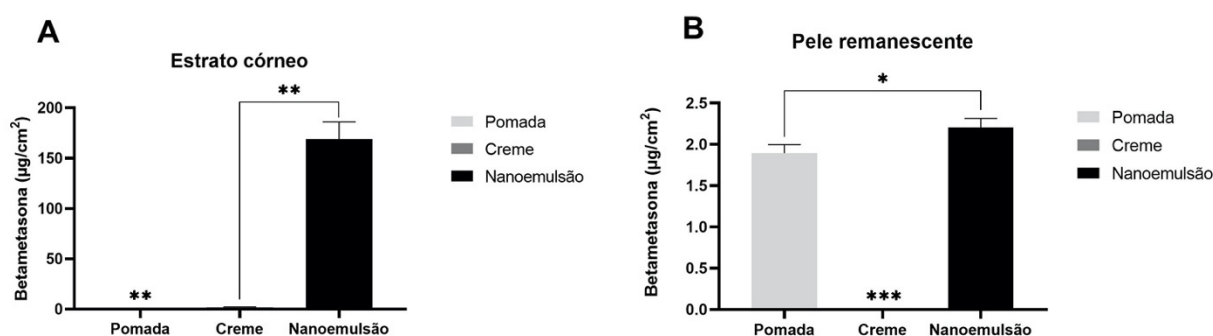 A
Estrato córneo
Betametasona (µg/cm²)
200
150
100
50
0
**
**
Pomada
Creme
Nanoemulsão
Pomada
Creme
Nanoemulsão
B
Pele remanescente
Betametasona (µg/cm²)
2.5
2.0
1.5
1.0
0.5
0.0
*
***
Pomada
Creme
Nanoemulsão
Pomada
Creme
Nanoemulsão